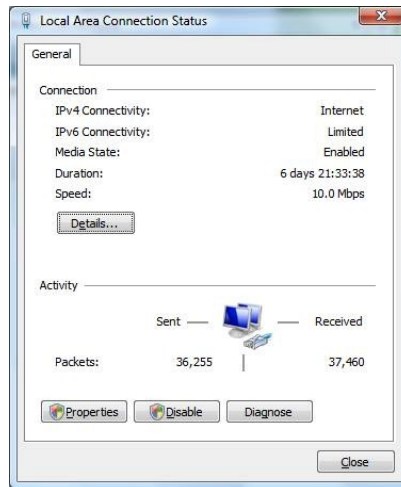 Local Area Connection Status
General
Connection
IPv4 Connectivity: Internet
IPv6 Connectivity: Limited
Media State: Enabled
Duration: 6 days 21:33:38
Speed: 10.0 Mbps
Details...
Activity
Sent Received
Packets: 36,255 37,460
Properties Disable Diagnose
Close